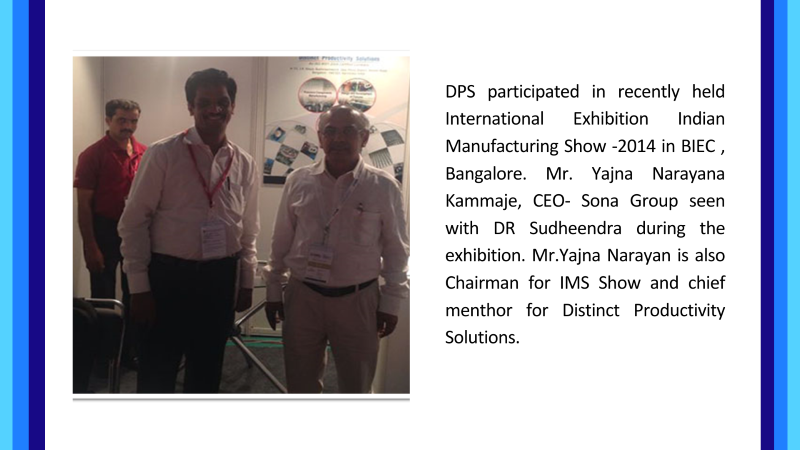 Distinct Productivity Solutions
DPS participated in recently held
International Exhibition Indian
Manufacturing Show -2014 in BIEC ,
Bangalore. Mr. Yajna Narayana
Kammaje, CEO- Sona Group seen
with DR Sudheendra during the
exhibition. Mr.Yajna Narayan is also
Chairman for IMS Show and chief
menthor for Distinct Productivity
Solutions.